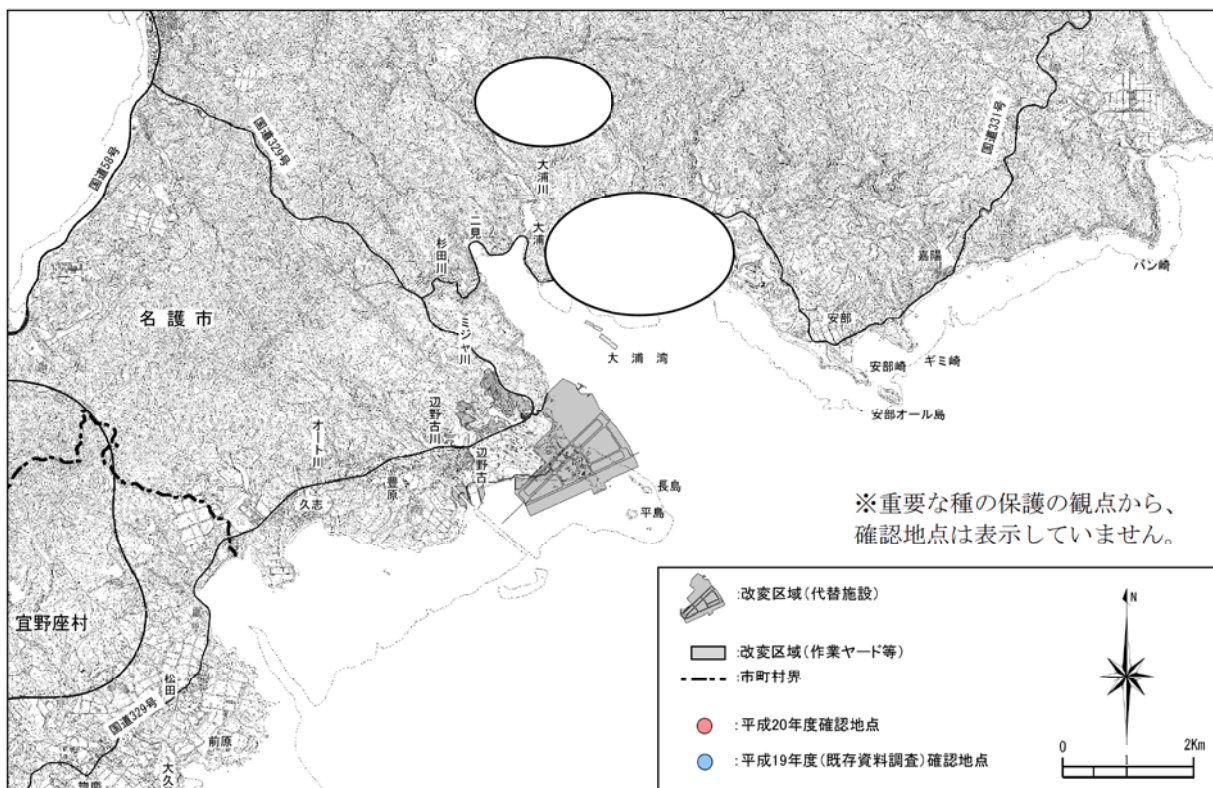 国道58号
国道329号
国道331号
大浦川
二見
大浦
杉田川
嘉陽
バン崎
名護市
ミジャ川
安部
大浦湾
安部崎
ギミ崎
安部オール島
辺野古川
オート川
辺野古
豊原
久志
長島
平島
※重要な種の保護の観点から、
確認地点は表示していません。
宜野座村
松田
国道329号
前原
惣慶
大久
:改変区域(代替施設)
:改変区域(作業ヤード等)
:市町村界
:平成20年度確認地点
:平成19年度(既存資料調査)確認地点
N
0
2Km